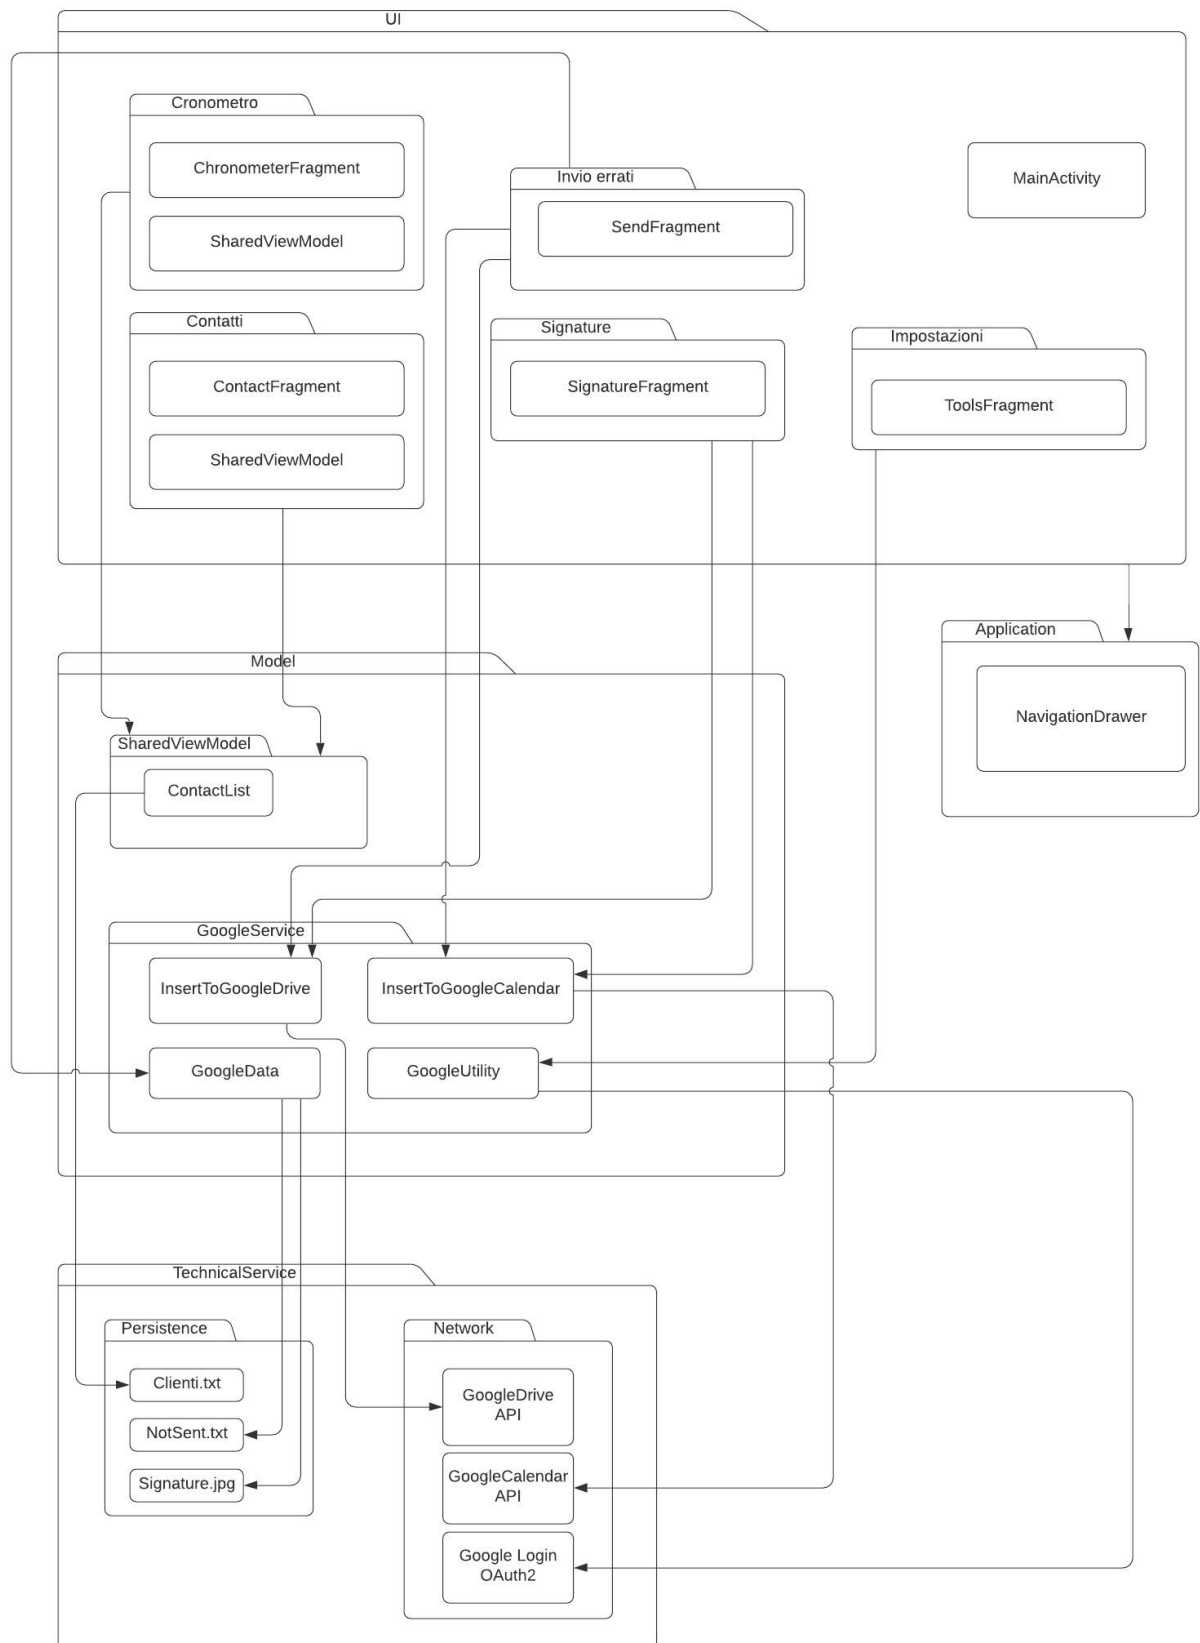 UI
Cronometro
ChronometerFragment
SharedViewModel
Invio errati
SendFragment
MainActivity
Contatti
ContactFragment
SharedViewModel
Signature
SignatureFragment
Impostazioni
ToolsFragment
Application
NavigationDrawer
Model
SharedViewModel
ContactList
GoogleService
InsertToGoogleDrive
InsertToGoogleCalendar
GoogleData
GoogleUtility
TechnicalService
Persistence
Clienti.txt
NotSent.txt
Signature.jpg
Network
GoogleDrive
API
GoogleCalendar
API
Google Login
OAuth2